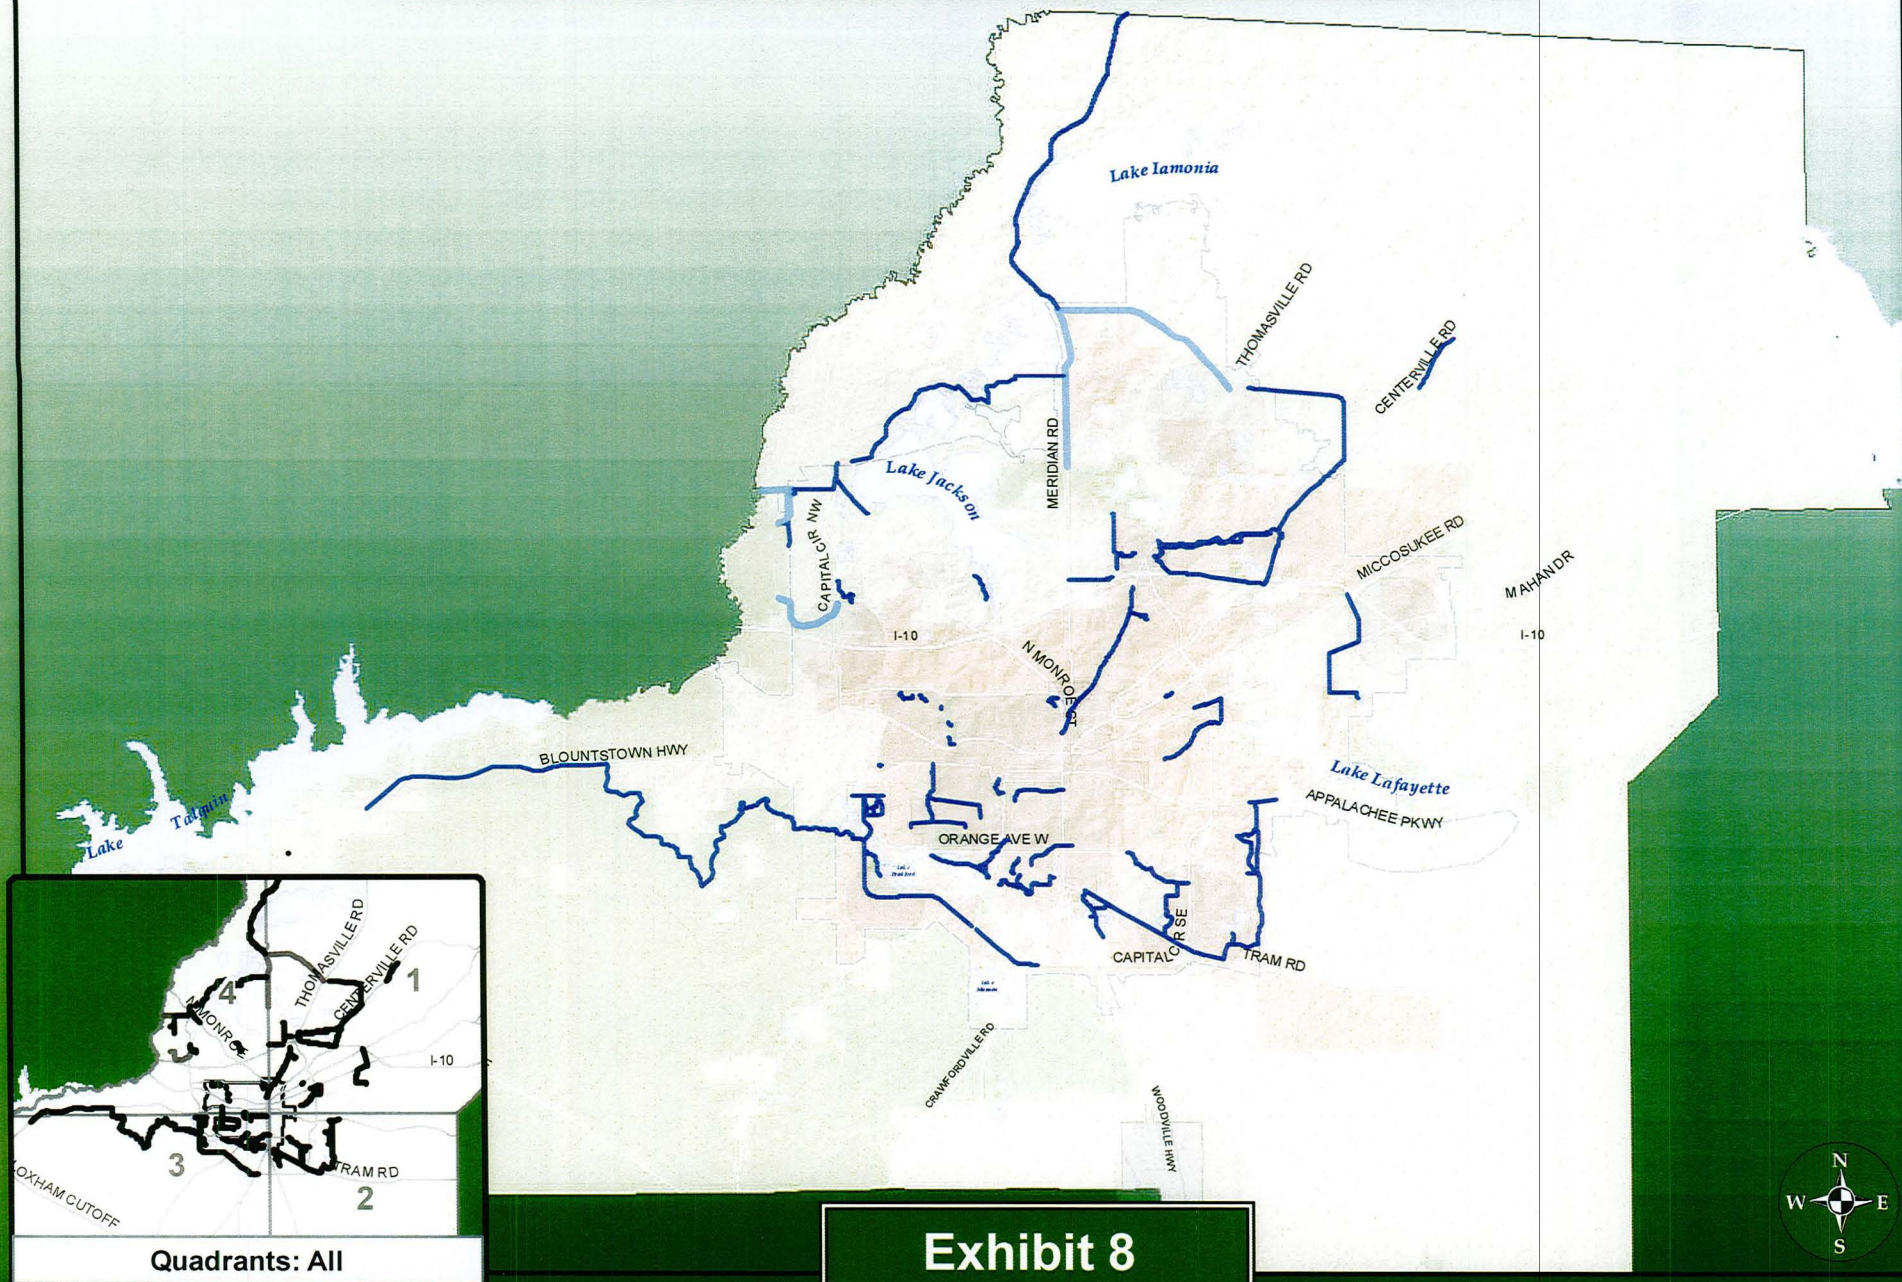 Lake Iamonia
THOMASVILLE RD
CENTERVILLE RD
MERIDIAN RD
Lake Jackson
CAPITAL CIR NW
MICCOSUKEE RD
MAHAN DR
I-10
I-10
N MONROE ST
BLOUNTSTOWN HWY
Lake Talquin
Lake Lafayette
APPALACHEE PKWY
ORANGE AVE W
CAPITAL CIR SE
TRAM RD
CRAWFORDVILLE RD
WOODVILLE HWY
THOMASVILLE RD
CENTERVILLE RD
1
4
N MONROE
I-10
3
TRAM RD
2
LOXHAM CUTOFF
Quadrants: All
Exhibit 8
N
W E
S